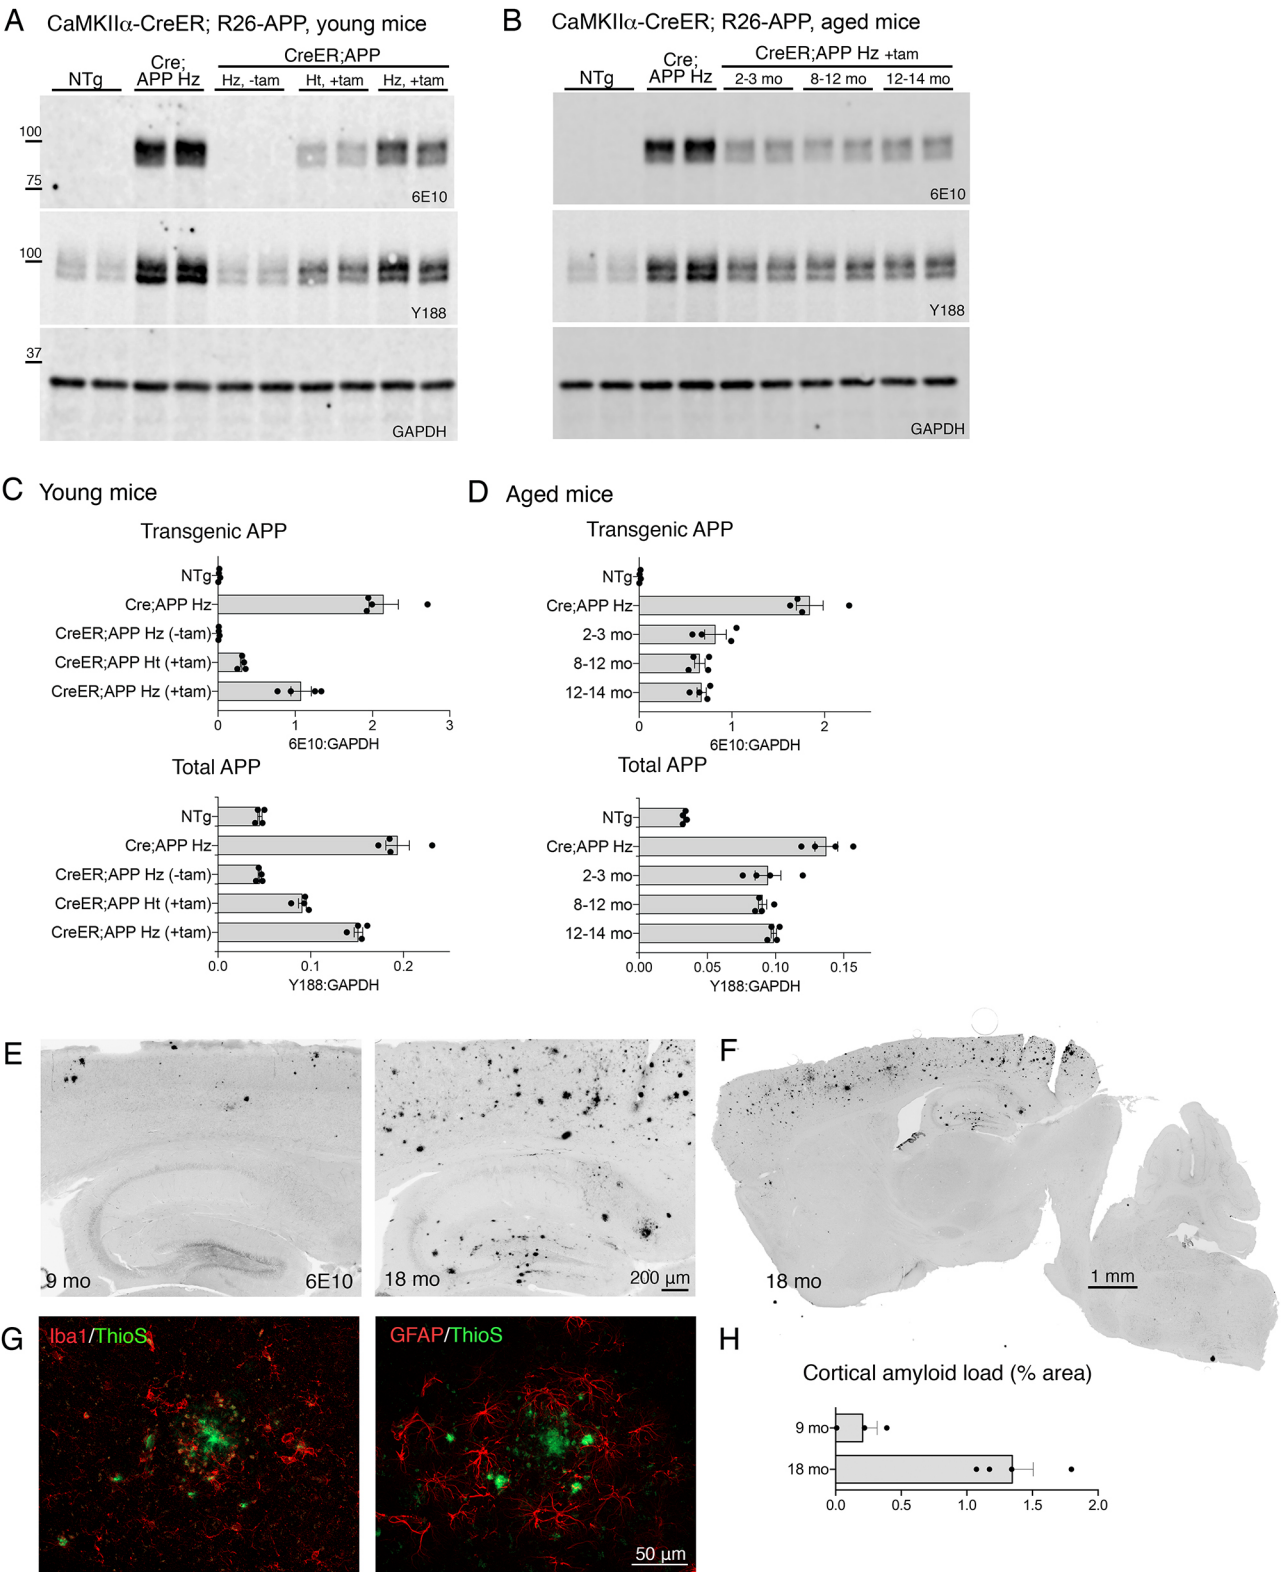 A CaMKIIα-CreER; R26-APP, young mice
NTg
Cre;
APP Hz
CreER;APP
Hz, -tam
Ht, +tam
Hz, +tam
100
75
6E10
100
Y188
37
GAPDH
B CaMKIIα-CreER; R26-APP, aged mice
NTg
Cre;
APP Hz
CreER;APP Hz +tam
2-3 mo
8-12 mo
12-14 mo
6E10
Y188
GAPDH
C Young mice
Transgenic APP
NTg
Cre;APP Hz
CreER;APP Hz (-tam)
CreER;APP Ht (+tam)
CreER;APP Hz (+tam)
0 1 2 3
6E10:GAPDH
Total APP
NTg
Cre;APP Hz
CreER;APP Hz (-tam)
CreER;APP Ht (+tam)
CreER;APP Hz (+tam)
0.0 0.1 0.2
Y188:GAPDH
D Aged mice
Transgenic APP
NTg
Cre;APP Hz
2-3 mo
8-12 mo
12-14 mo
0 1 2
6E10:GAPDH
Total APP
NTg
Cre;APP Hz
2-3 mo
8-12 mo
12-14 mo
0.00 0.05 0.10 0.15
Y188:GAPDH
E
9 mo
6E10
18 mo
200 µm
F
18 mo
1 mm
G
Iba1/ThioS
GFAP/ThioS
50 µm
H
Cortical amyloid load (% area)
9 mo
18 mo
0.0 0.5 1.0 1.5 2.0